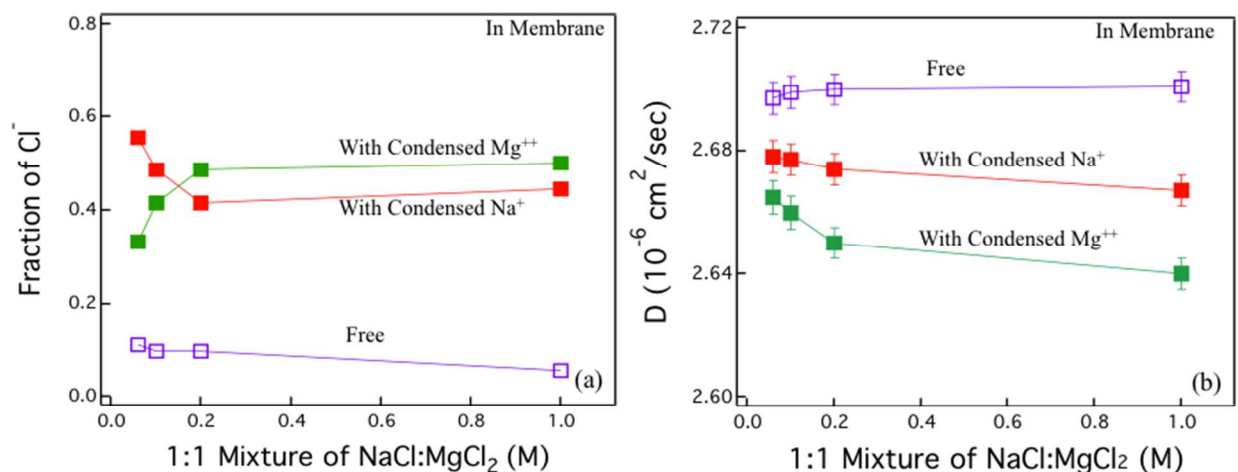 0.8
0.6
0.4
0.2
0.0
0.0
0.2
0.4
0.6
0.8
1.0
Fraction of Cl⁻
1:1 Mixture of NaCl:MgCl₂ (M)
In Membrane
With Condensed Mg⁺⁺
With Condensed Na⁺
Free
(a)
2.72
2.68
2.64
2.60
0.0
0.2
0.4
0.6
0.8
1.0
D (10⁻⁶ cm²/sec)
1:1 Mixture of NaCl:MgCl₂ (M)
In Membrane
Free
With Condensed Na⁺
With Condensed Mg⁺⁺
(b)